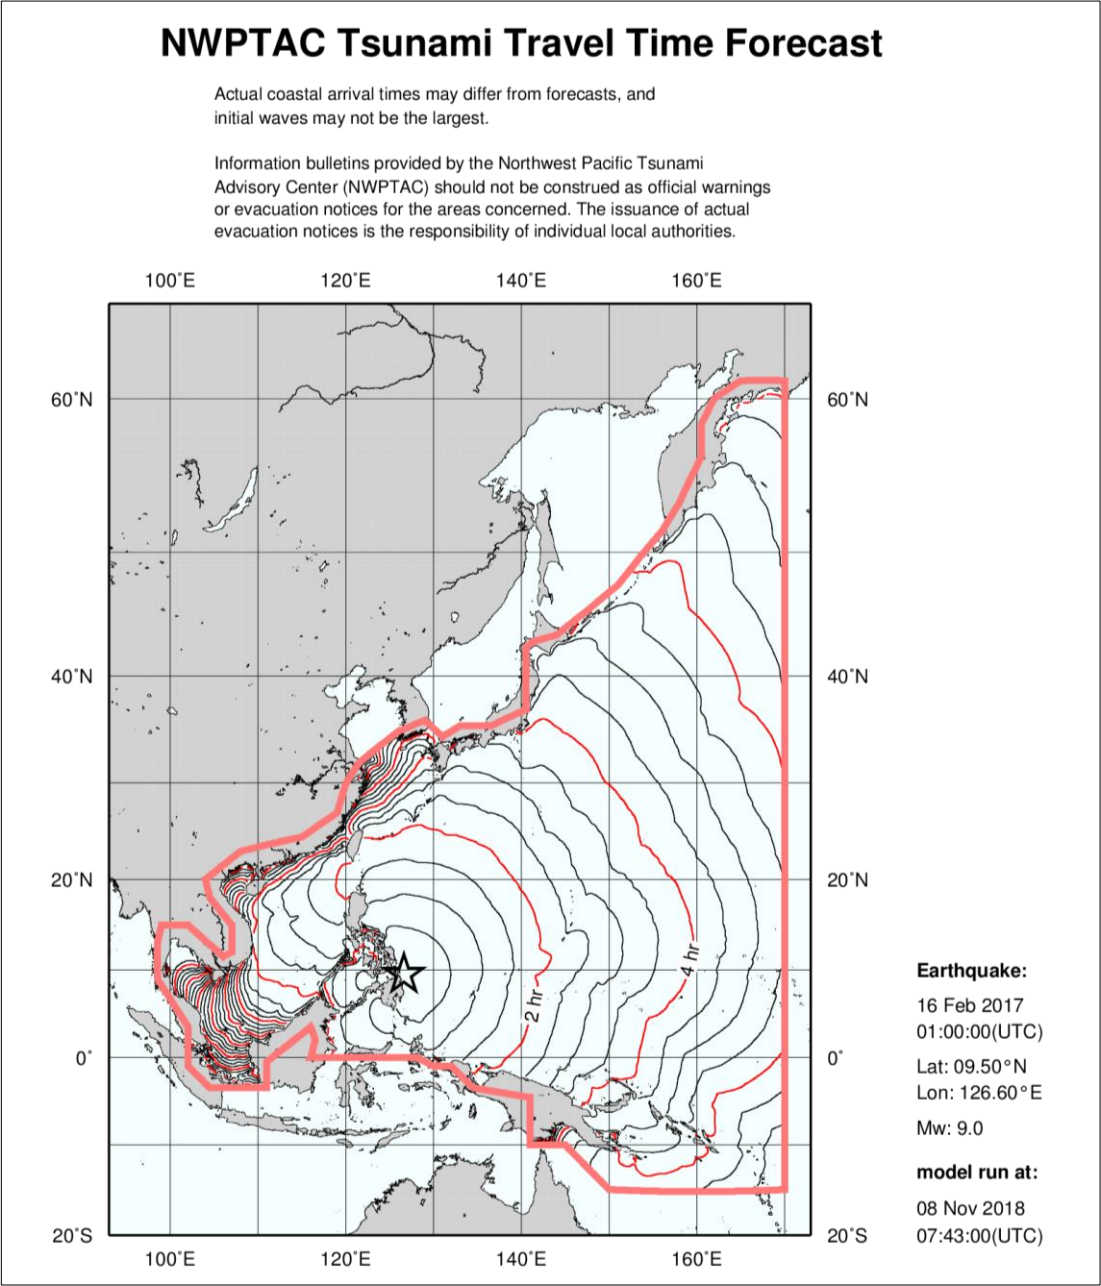 NWPTAC Tsunami Travel Time Forecast
Actual coastal arrival times may differ from forecasts, and
initial waves may not be the largest.
Information bulletins provided by the Northwest Pacific Tsunami
Advisory Center (NWPTAC) should not be construed as official warnings
or evacuation notices for the areas concerned. The issuance of actual
evacuation notices is the responsibility of individual local authorities.
100°E 120°E 140°E 160°E
60°N 60°N
40°N 40°N
20°N 20°N
4 hr
2 hr
0° 0°
20°S 20°S
100°E 120°E 140°E 160°E
Earthquake:
16 Feb 2017
01:00:00(UTC)
Lat: 09.50°N
Lon: 126.60°E
Mw: 9.0
model run at:
08 Nov 2018
07:43:00(UTC)